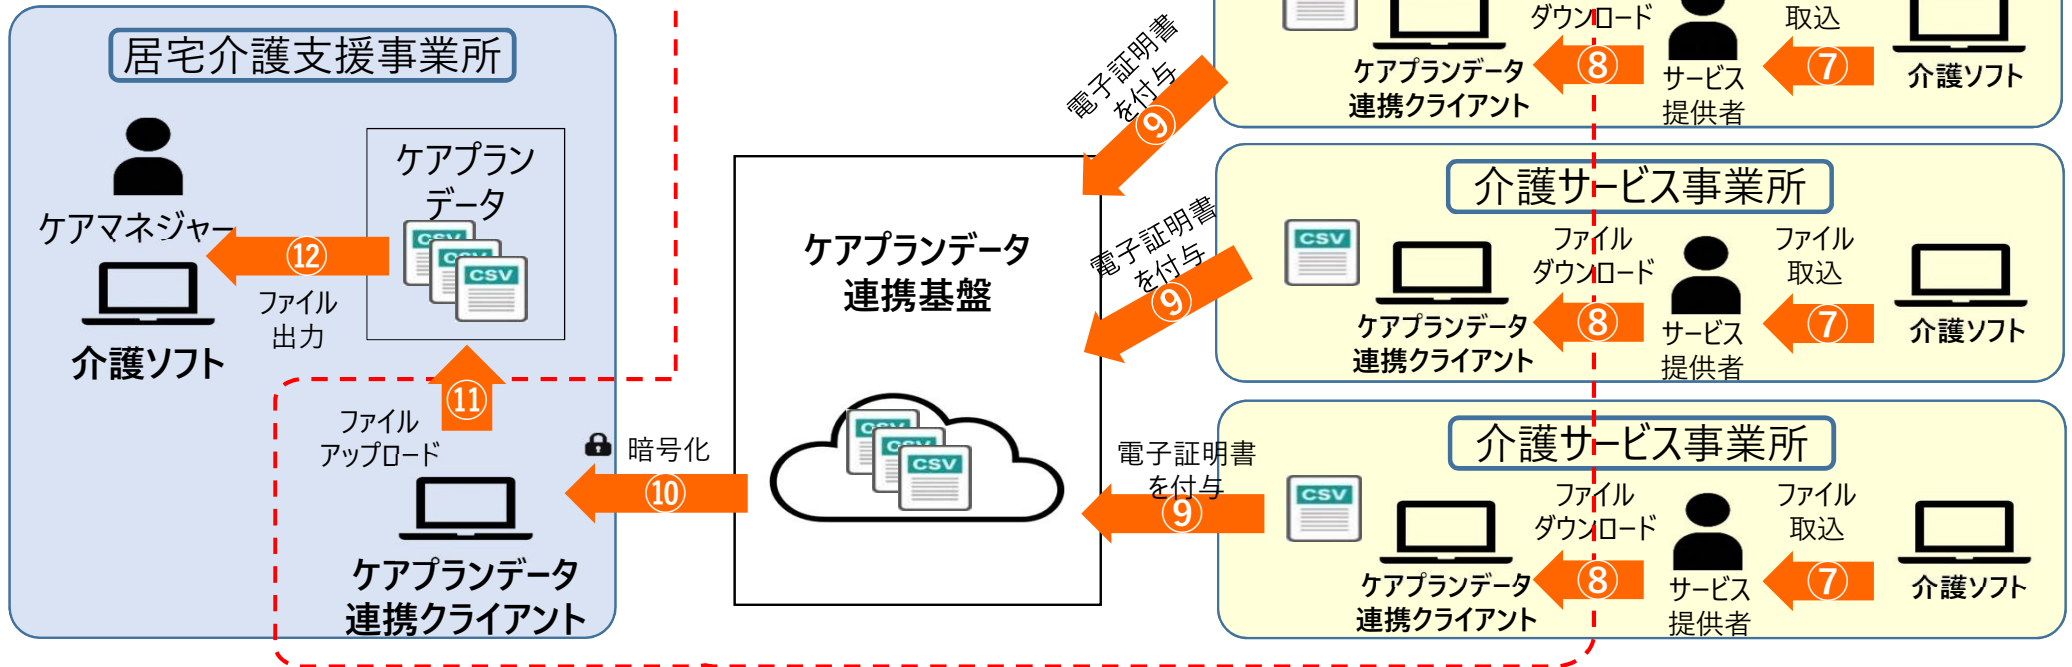 居宅介護支援事業所
ケアマネジャー
介護ソフト
ケアプラン
データ
CSV
CSV
CSV
⑫
ファイル
出力
⑪
ファイル
アップロード
ケアプランデータ
連携クライアント
暗号化
⑩
ケアプランデータ
連携基盤
CSV
CSV
CSV
電子証明書
を付与
⑨
ダウンロード
⑧
ケアプランデータ
連携クライアント
サービス
提供者
取込
⑦
介護ソフト
介護サービス事業所
電子証明書
を付与
⑨
CSV
ファイル
ダウンロード
⑧
ケアプランデータ
連携クライアント
サービス
提供者
ファイル
取込
⑦
介護ソフト
介護サービス事業所
電子証明書
を付与
⑨
CSV
ファイル
ダウンロード
⑧
ケアプランデータ
連携クライアント
サービス
提供者
ファイル
取込
⑦
介護ソフト